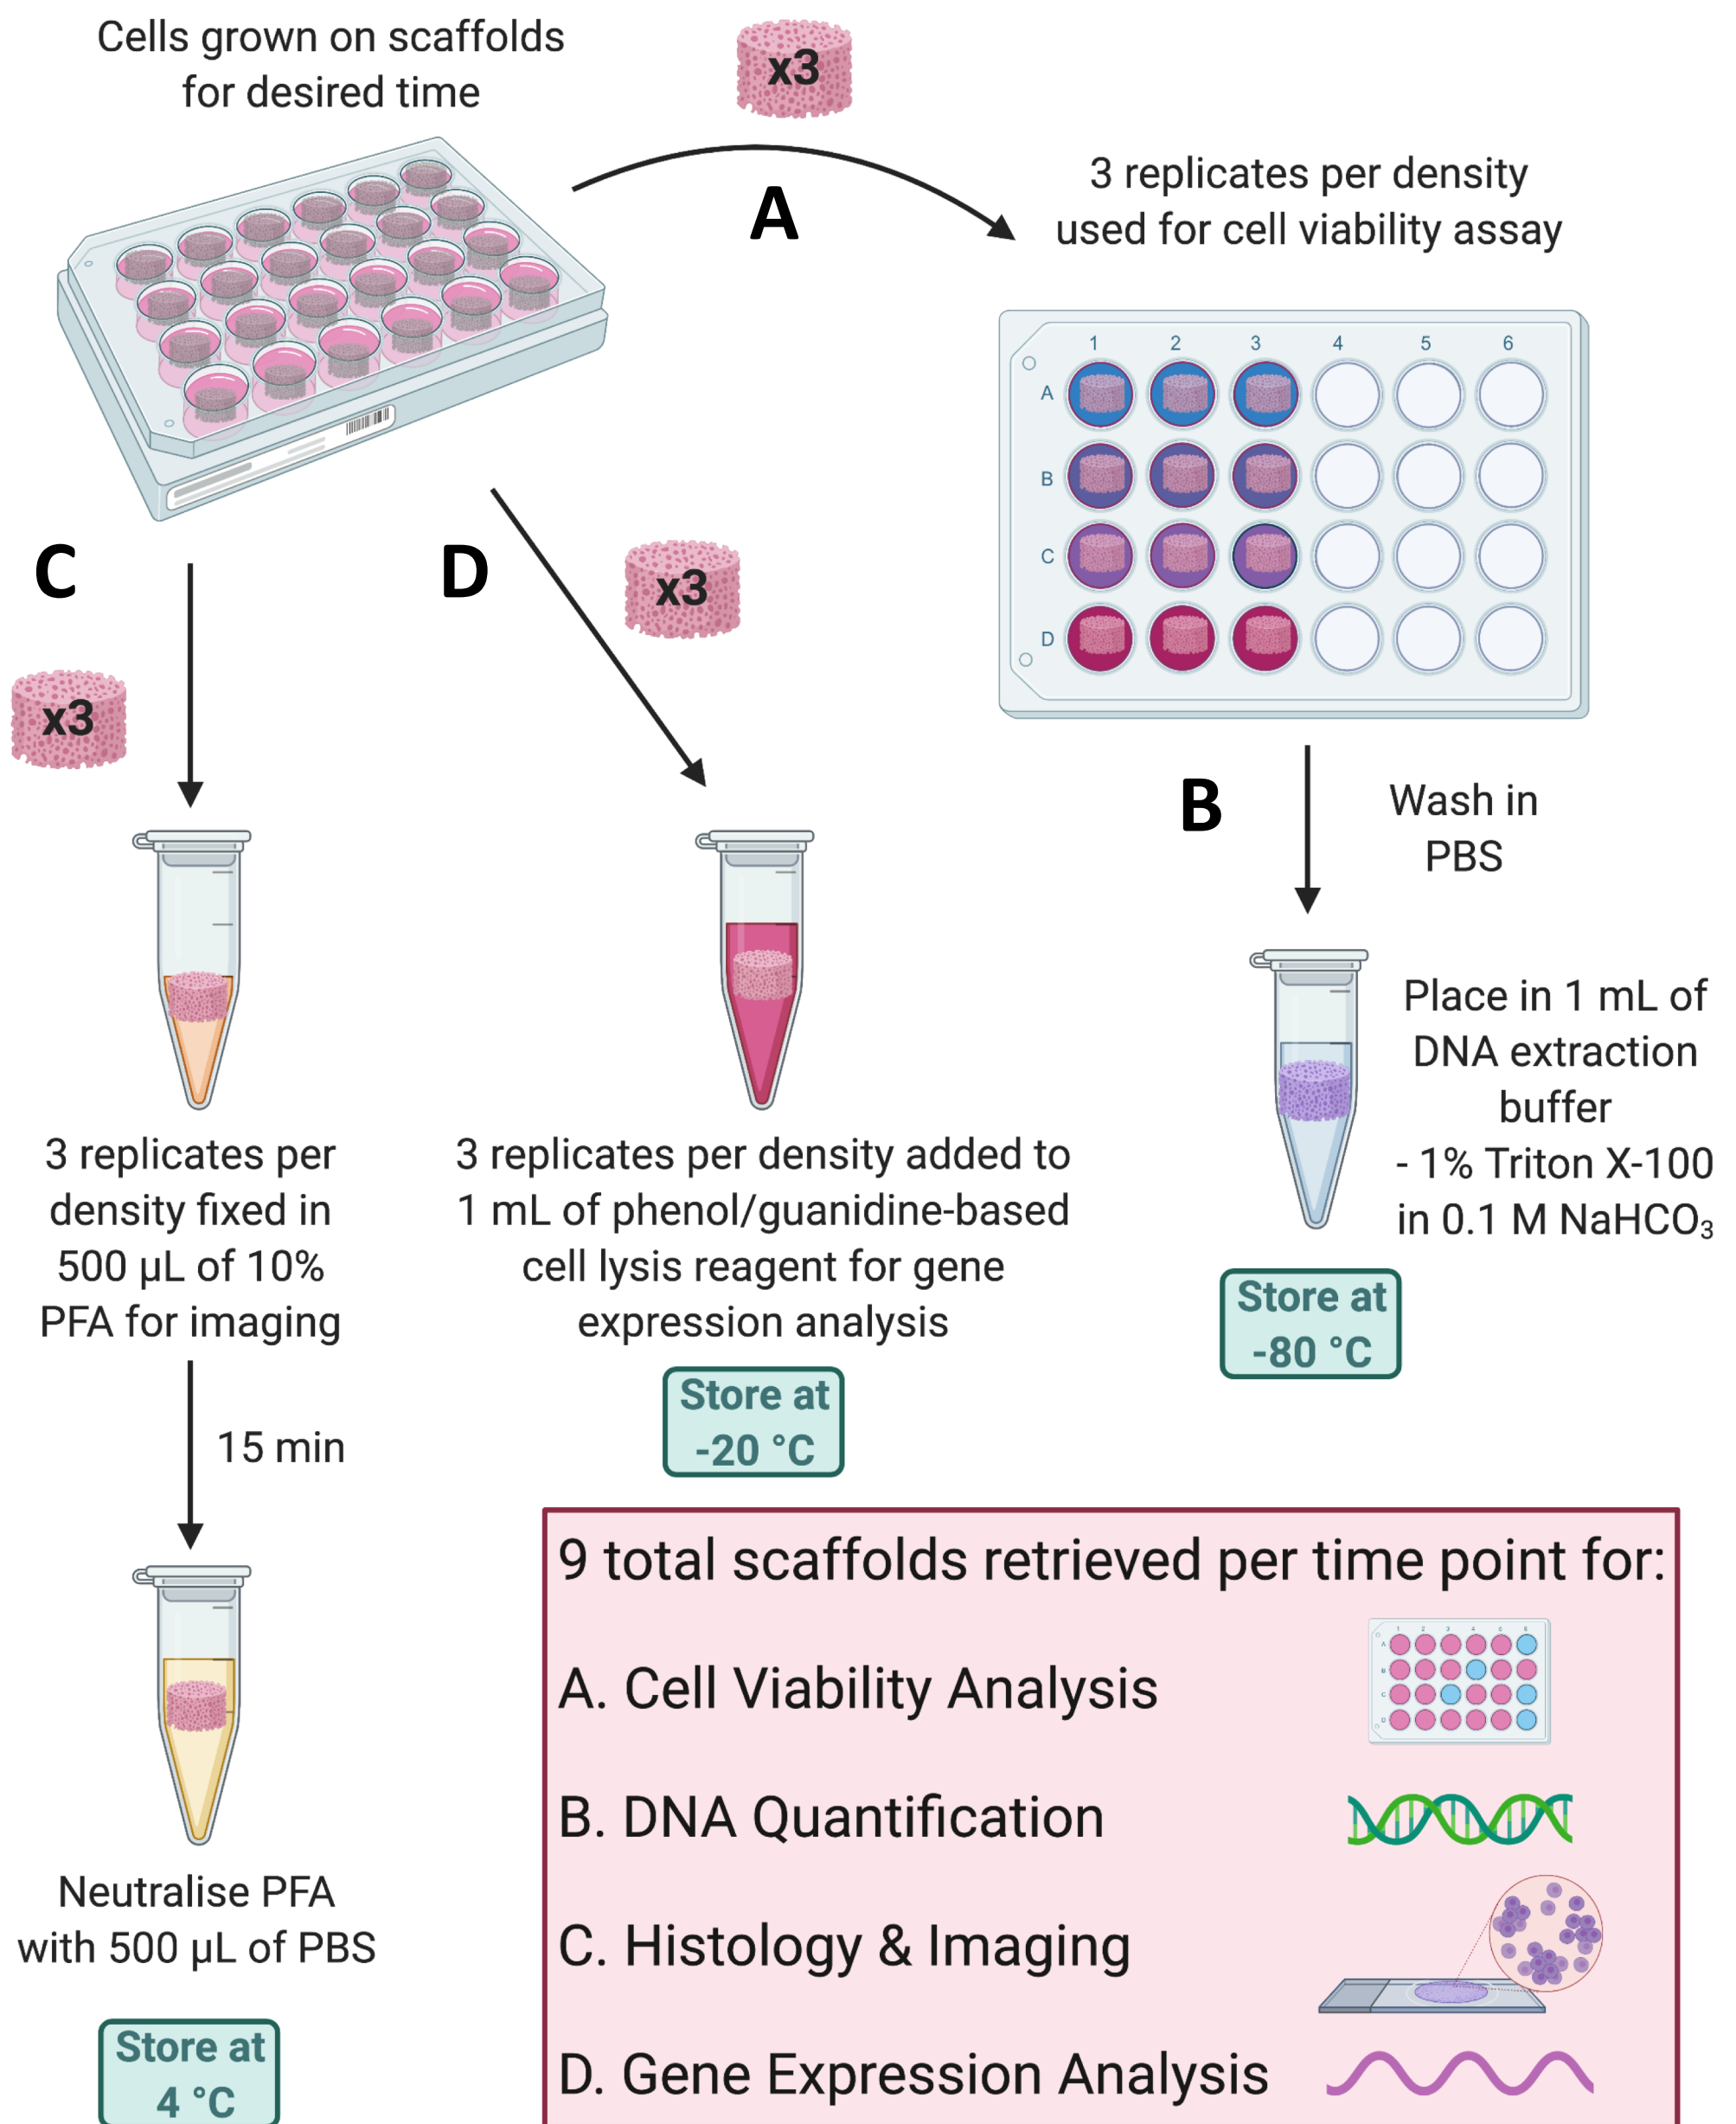 Cells grown on scaffolds
for desired time
x3
A
3 replicates per density
used for cell viability assay
1 2 3 4 5 6
A
B
C
D
C
D
x3
x3
B
Wash in
PBS
Place in 1 mL of
DNA extraction
buffer
- 1% Triton X-100
in 0.1 M NaHCO₃
Store at
-80 °C
3 replicates per
density fixed in
500 µL of 10%
PFA for imaging
3 replicates per density added to
1 mL of phenol/guanidine-based
cell lysis reagent for gene
expression analysis
Store at
-20 °C
15 min
Neutralise PFA
with 500 µL of PBS
Store at
4 °C
9 total scaffolds retrieved per time point for:
A. Cell Viability Analysis
B. DNA Quantification
C. Histology & Imaging
D. Gene Expression Analysis